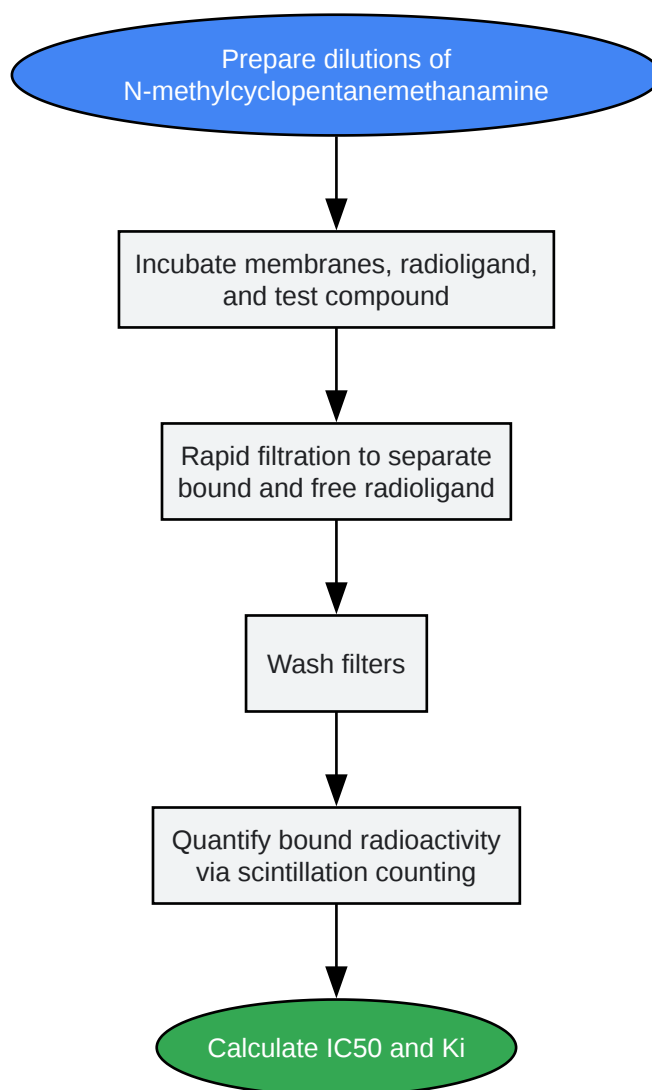 Prepare dilutions of
N-methylcyclopentanemethanamine
Incubate membranes, radioligand,
and test compound
Rapid filtration to separate
bound and free radioligand
Wash filters
Quantify bound radioactivity
via scintillation counting
Calculate IC50 and Ki